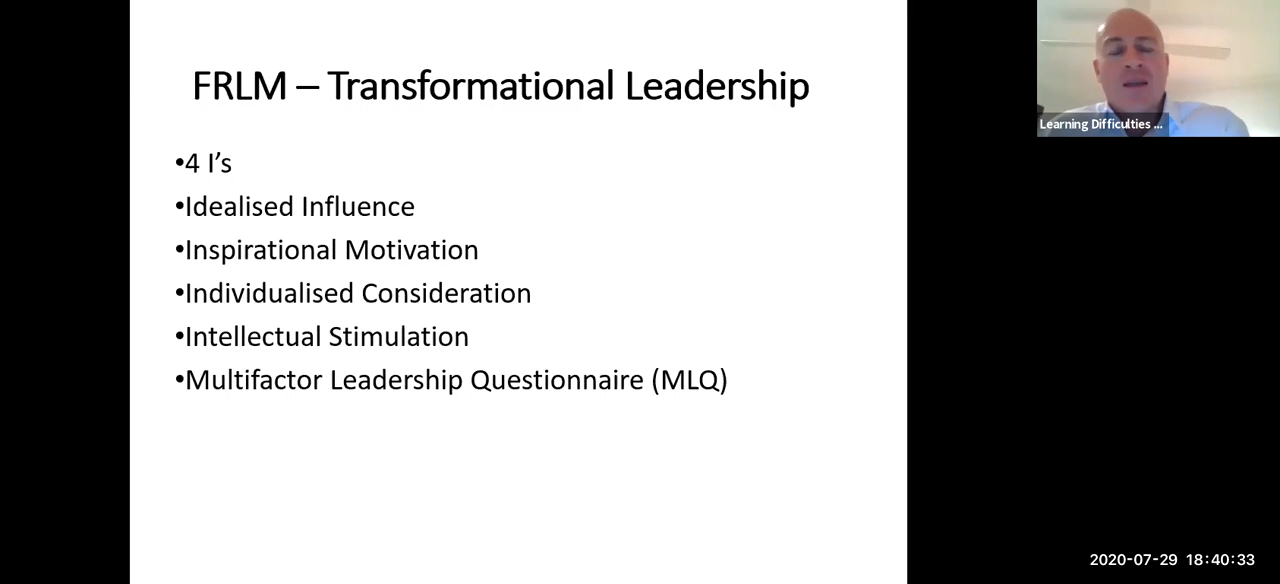 FRLM – Transformational Leadership
•4 I’s
•Idealised Influence
•Inspirational Motivation
•Individualised Consideration
•Intellectual Stimulation
•Multifactor Leadership Questionnaire (MLQ)
Learning Difficulties ...
2020-07-29 18:40:33